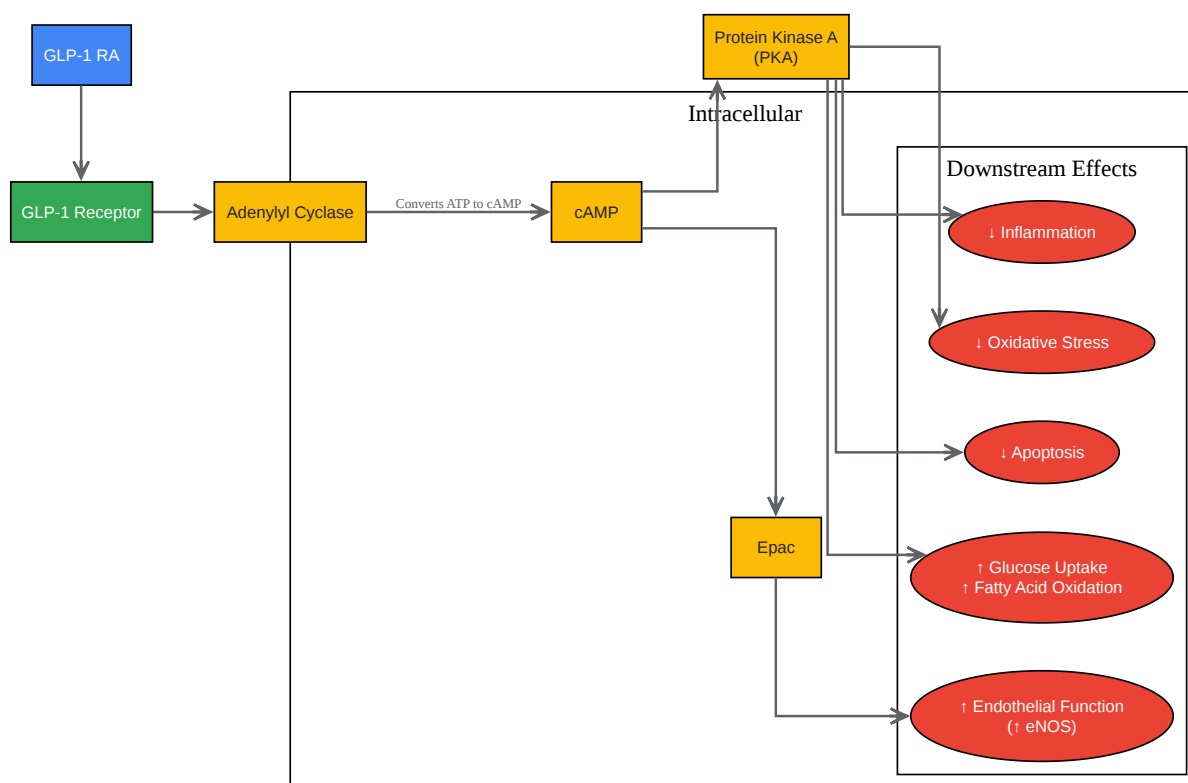 GLP-1 RA
Protein Kinase A
(PKA)
Intracellular
Downstream Effects
GLP-1 Receptor
Adenylyl Cyclase
Converts ATP to cAMP
cAMP
↓ Inflammation
↓ Oxidative Stress
↓ Apoptosis
Epac
↑ Glucose Uptake
↑ Fatty Acid Oxidation
↑ Endothelial Function
(↑ eNOS)